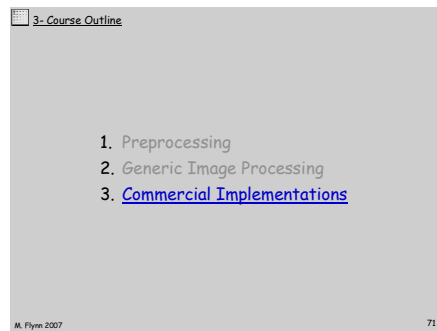 3- Course Outline
1. Preprocessing
2. Generic Image Processing
3. Commercial Implementations
M. Flynn 2007
71